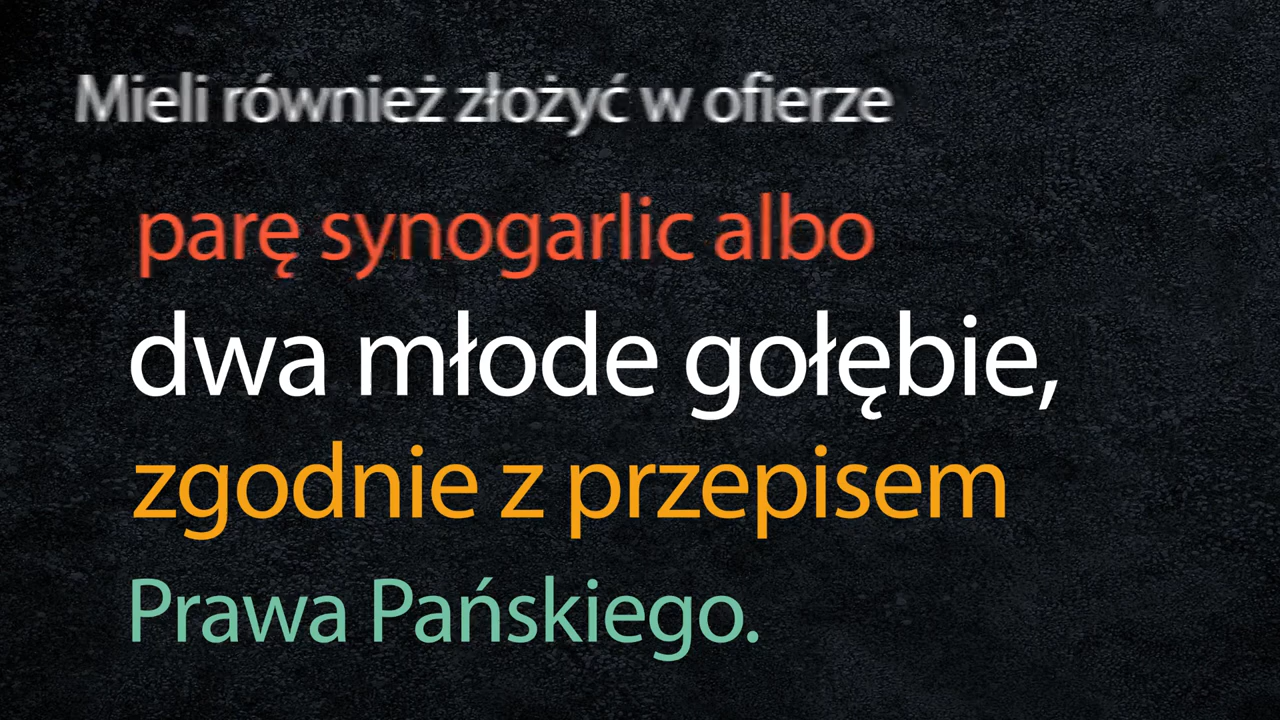 Mieli również złożyć w ofierze
parę synogarlic albo
dwa młode gołębie,
zgodnie z przepisem
Prawa Pańskiego.